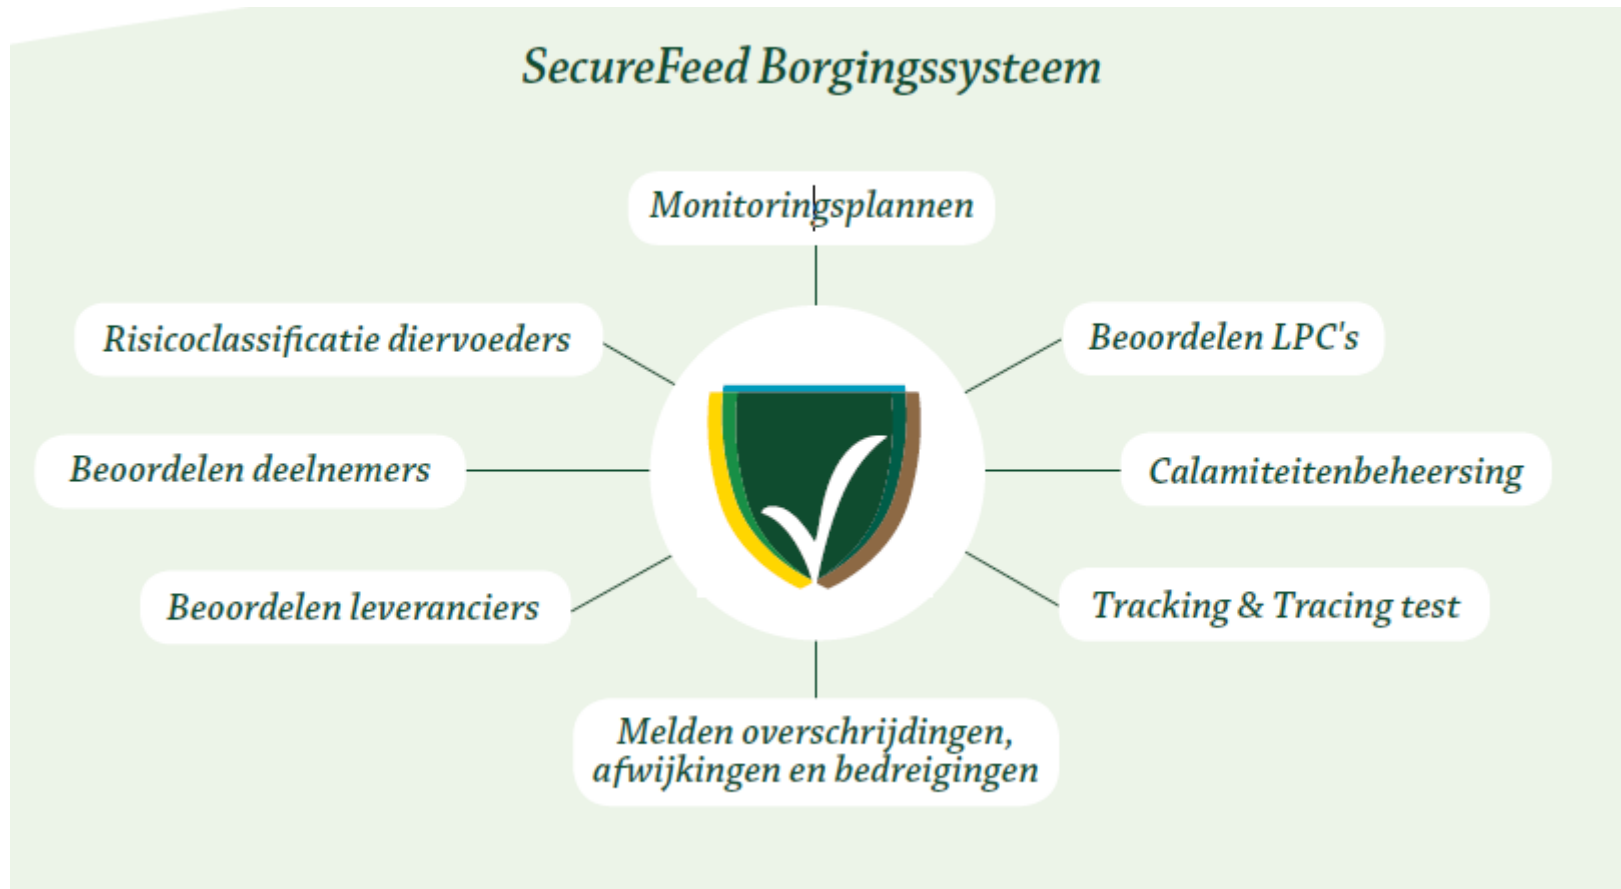 SecureFeed Borgingssysteem
Monitoringsplannen
Risicoclassificatie diervoeders
Beoordelen LPC's
Beoordelen deelnemers
Calamiteitenbeheersing
Beoordelen leveranciers
Tracking & Tracing test
Melden overschrijdingen,
afwijkingen en bedreigingen